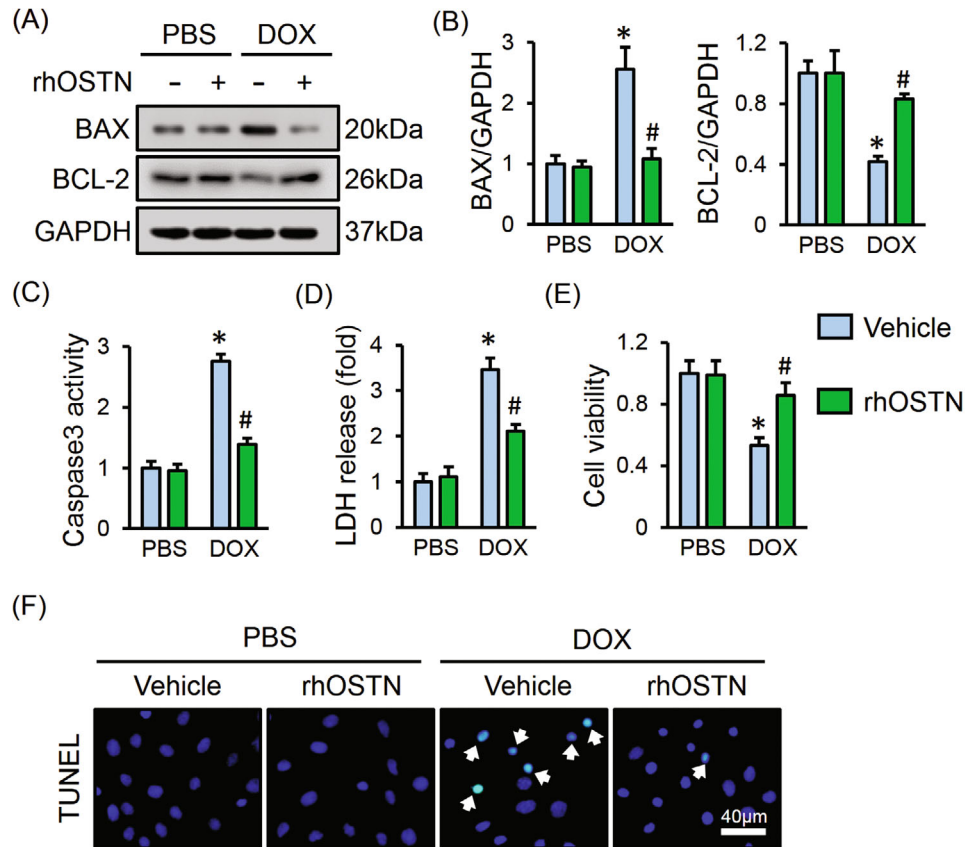 (A)
PBS DOX
rhOSTN - + - +
BAX 20kDa
BCL-2 26kDa
GAPDH 37kDa
(B)
BAX/GAPDH
3
2
1
0
*
#
PBS DOX
BCL-2/GAPDH
1.2
0.8
0.4
0
*
#
PBS DOX
(C)
Caspase3 activity
3
2
1
0
*
#
PBS DOX
(D)
LDH release (fold)
4
3
2
1
0
*
#
PBS DOX
(E)
Cell viability
1.2
0.8
0.4
0
*
#
PBS DOX
Vehicle
rhOSTN
(F)
PBS DOX
Vehicle rhOSTN Vehicle rhOSTN
TUNEL
40μm